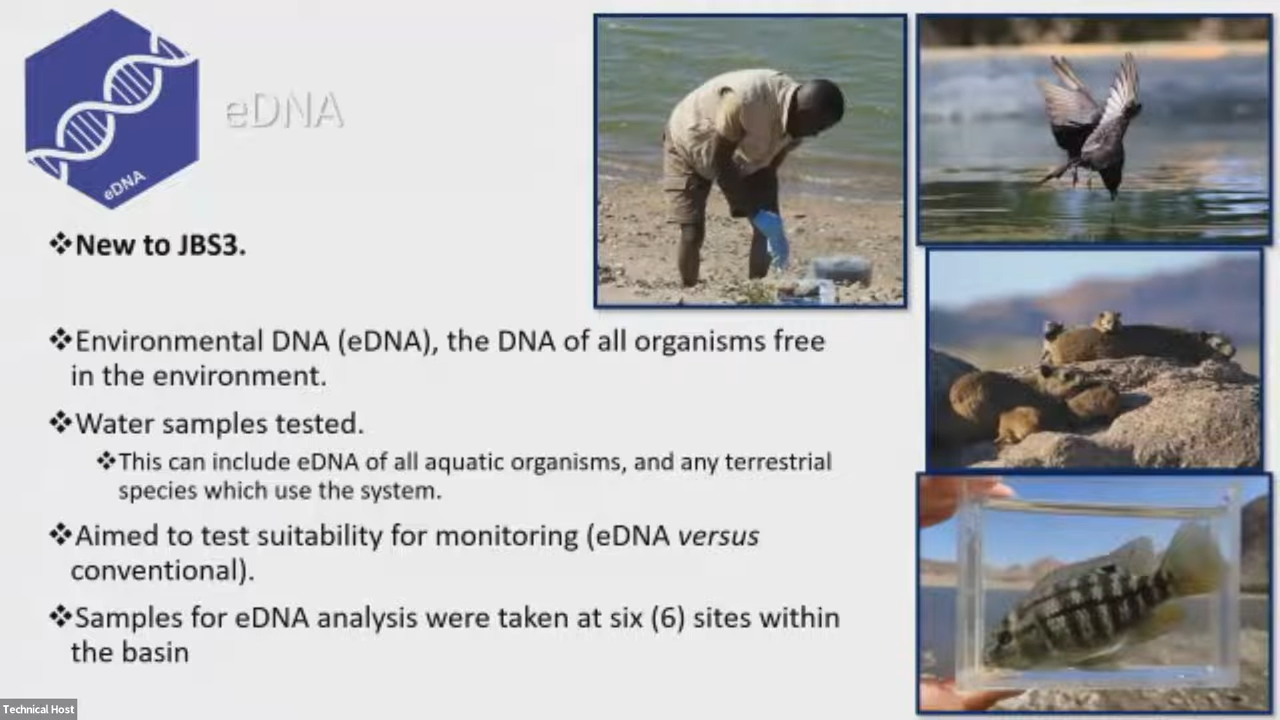 eDNA
eDNA
❖New to JBS3.
❖Environmental DNA (eDNA), the DNA of all organisms free
in the environment.
❖Water samples tested.
❖This can include eDNA of all aquatic organisms, and any terrestrial
species which use the system.
❖Aimed to test suitability for monitoring (eDNA versus
conventional).
❖Samples for eDNA analysis were taken at six (6) sites within
the basin
Technical Host